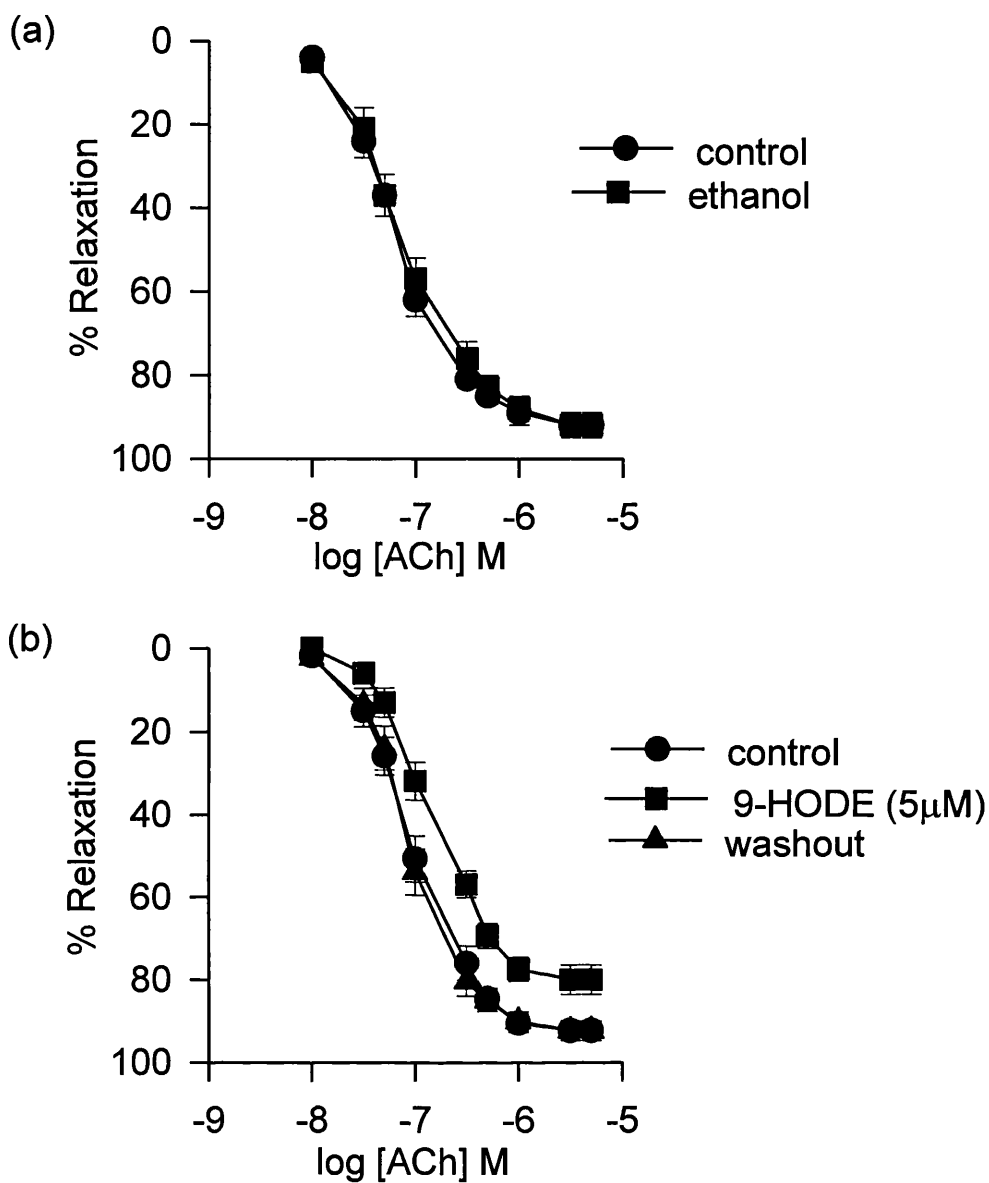 (a)
0
20
40
60
80
100
% Relaxation
-9 -8 -7 -6 -5
log [ACh] M
control
ethanol
(b)
0
20
40
60
80
100
% Relaxation
-9 -8 -7 -6 -5
log [ACh] M
control
9-HODE (5μM)
washout